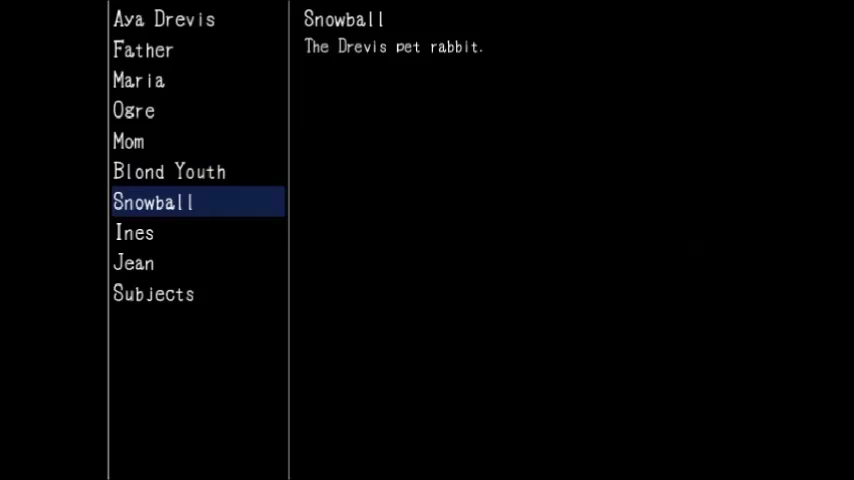 Aya Drevis
Father
Maria
Ogre
Mom
Blond Youth
Snowball
Ines
Jean
Subjects
Snowball
The Drevis pet rabbit.